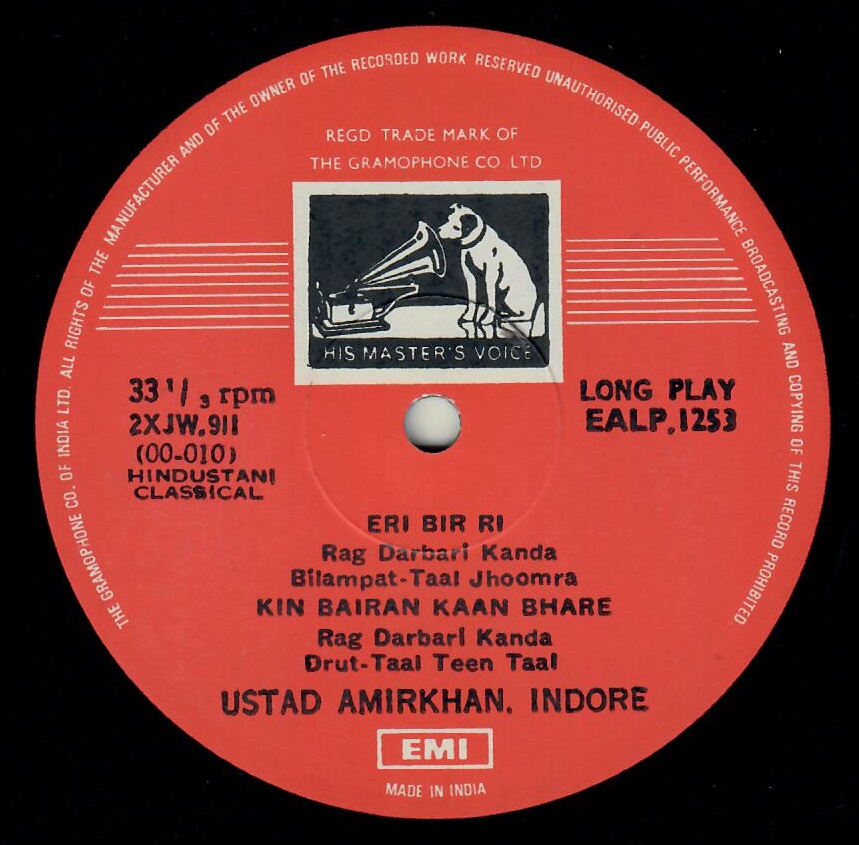 THE GRAMOPHONE CO. OF INDIA LTD. ALL RIGHTS OF THE MANUFACTURER AND OF THE OWNER OF THE RECORDED WORK RESERVED UNAUTHORISED PUBLIC PERFORMANCE BROADCASTING AND COPYING OF THIS RECORD PROHIBITED
REGD TRADE MARK OF
THE GRAMOPHONE CO. LTD
HIS MASTER'S VOICE
33 1/3 rpm
2XJW.911
(00-010)
HINDUSTANI
CLASSICAL
LONG PLAY
EALP.1253
ERI BIR RI
Rag Darbari Kanda
Bilampat-Taal Jhoomra
KIN BAIRAN KAAN BHARE
Rag Darbari Kanda
Drut-Taal Teen Taal
USTAD AMIRKHAN. INDORE
EMI
MADE IN INDIA